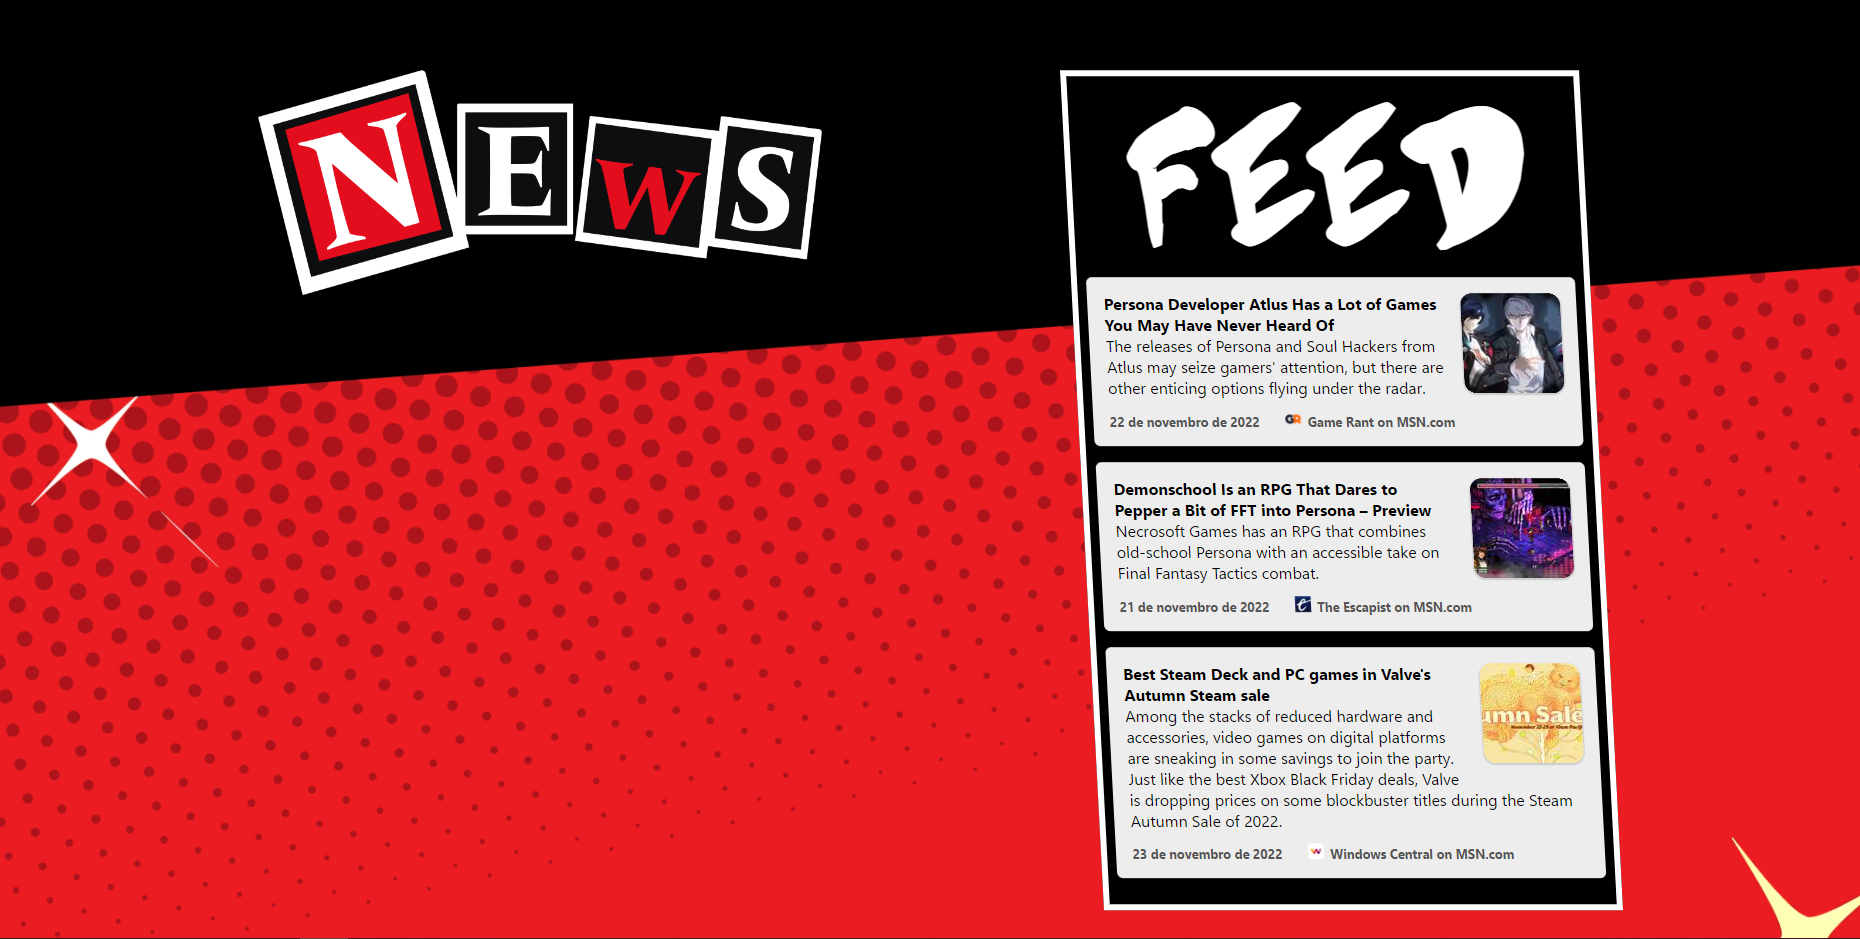 NEWS
FEED
Persona Developer Atlus Has a Lot of Games
You May Have Never Heard Of
The releases of Persona and Soul Hackers from
Atlus may seize gamers' attention, but there are
other enticing options flying under the radar.
22 de novembro de 2022 GR Game Rant on MSN.com
Demonschool Is an RPG That Dares to
Pepper a Bit of FFT into Persona – Preview
Necrosoft Games has an RPG that combines
old-school Persona with an accessible take on
Final Fantasy Tactics combat.
21 de novembro de 2022 e The Escapist on MSN.com
Best Steam Deck and PC games in Valve's
Autumn Steam sale
umn Sale
Among the stacks of reduced hardware and
accessories, video games on digital platforms
are sneaking in some savings to join the party.
Just like the best Xbox Black Friday deals, Valve
is dropping prices on some blockbuster titles during the Steam
Autumn Sale of 2022.
23 de novembro de 2022 w Windows Central on MSN.com